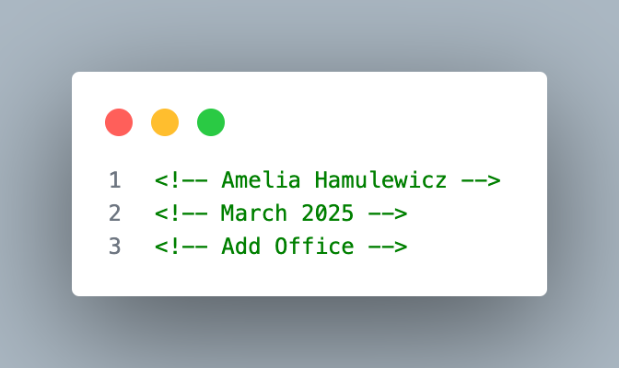 1 <!-- Amelia Hamulewicz -->
2 <!-- March 2025 -->
3 <!-- Add Office -->